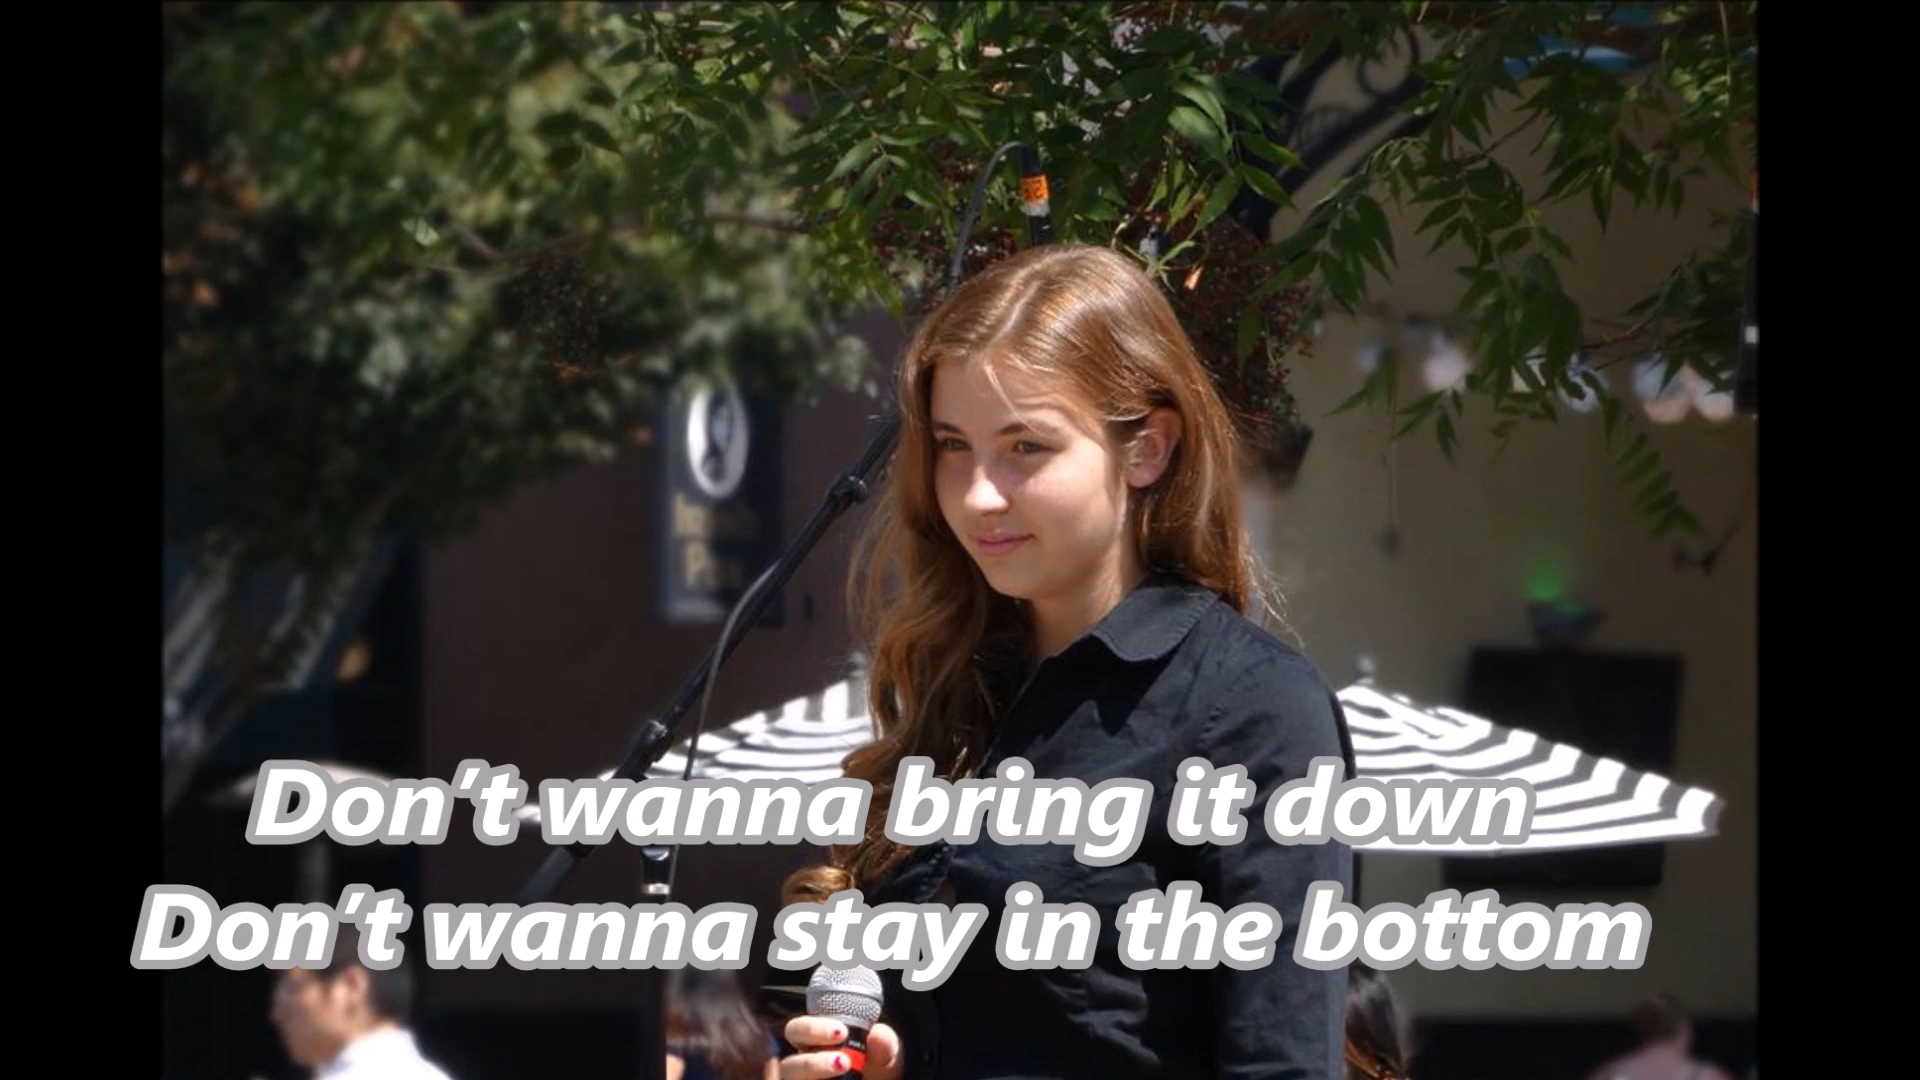 Don't wanna bring it down
Don't wanna stay in the bottom